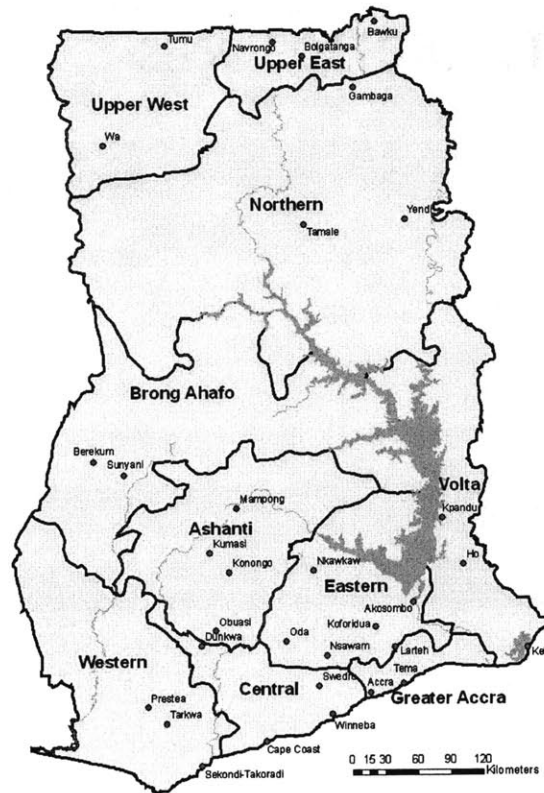 Bawku
Tumu
Navrongo
Bolgatanga
Upper East
Gambaga
Upper West
Wa
Northern
Yendi
Tamale
Brong Ahafo
Berekum
Sunyani
Volta
Mampong
Kpandu
Ashanti
Kumasi
Nkawkaw
Ho
Konongo
Eastern
Akosombo
Obuasi
Koforidua
Dunkwa
Oda
Nsawam
Larteh
Ke
Western
Tema
Central
Swedru
Accra
Greater Accra
Prestea
Tarkwa
Winneba
Cape Coast
Sekondi-Takoradi
0 15 30 60 90 120
Kilometers